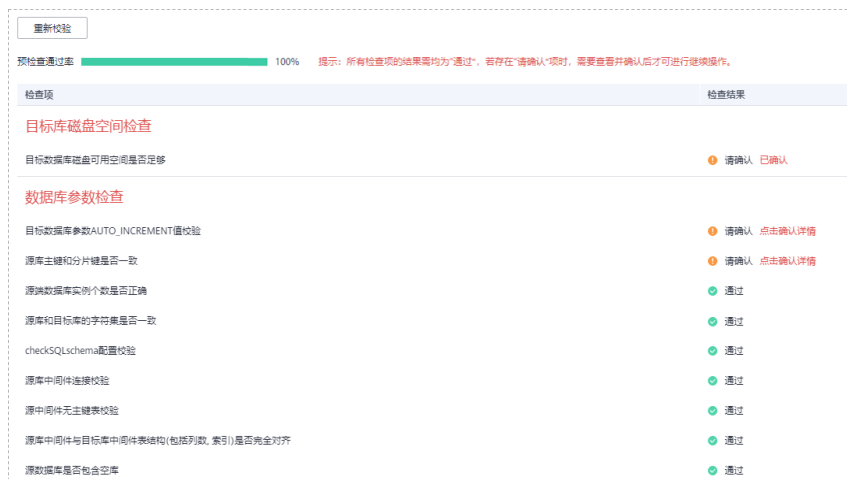 重新校验
预检查通过率 100% 提示：所有检查项的结果需均为"通过"，若存在"请确认"项时，需要查看并确认后才可进行继续操作。
检查项 检查结果
目标库磁盘空间检查
目标数据库磁盘可用空间是否足够 请确认 已确认
数据库参数检查
目标数据库参数AUTO_INCREMENT值校验 请确认 点击确认详情
源库主键和分片键是否一致 请确认 点击确认详情
源端数据库实例个数是否正确 通过
源库和目标库的字符集是否一致 通过
checkSQLschema配置校验 通过
源库中间件连接校验 通过
源中间件无主键表校验 通过
源库中间件与目标库中间件表结构(包括列数, 索引)是否完全对齐 通过
源数据库是否包含空库 通过